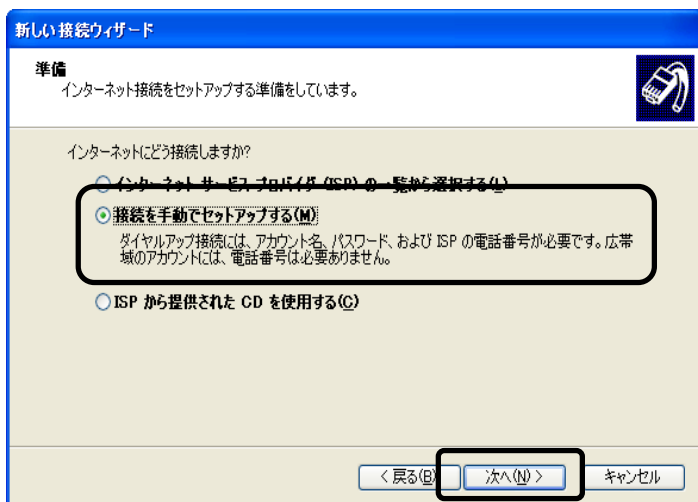 新しい接続ウィザード
準備
インターネット接続をセットアップする準備をしています。
インターネットにどう接続しますか?
インターネット サービス プロバイダ (ISP) の一覧から選択する(L)
接続を手動でセットアップする(M)
ダイヤルアップ接続には、アカウント名、パスワード、および ISP の電話番号が必要です。広帯
域のアカウントには、電話番号は必要ありません。
ISP から提供された CD を使用する(C)
< 戻る(B) 次へ(N) > キャンセル